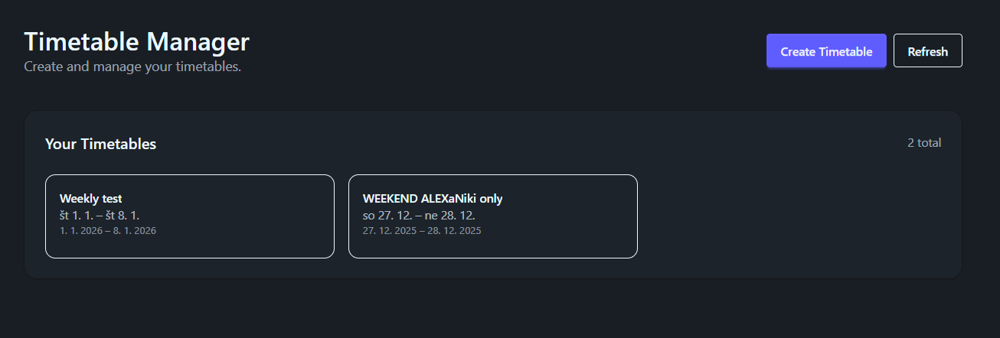 Timetable Manager
Create and manage your timetables.
Create Timetable
Refresh
Your Timetables
2 total
Weekly test
št 1. 1. – št 8. 1.
1. 1. 2026 – 8. 1. 2026
WEEKEND ALEXaNiki only
so 27. 12. – ne 28. 12.
27. 12. 2025 – 28. 12. 2025